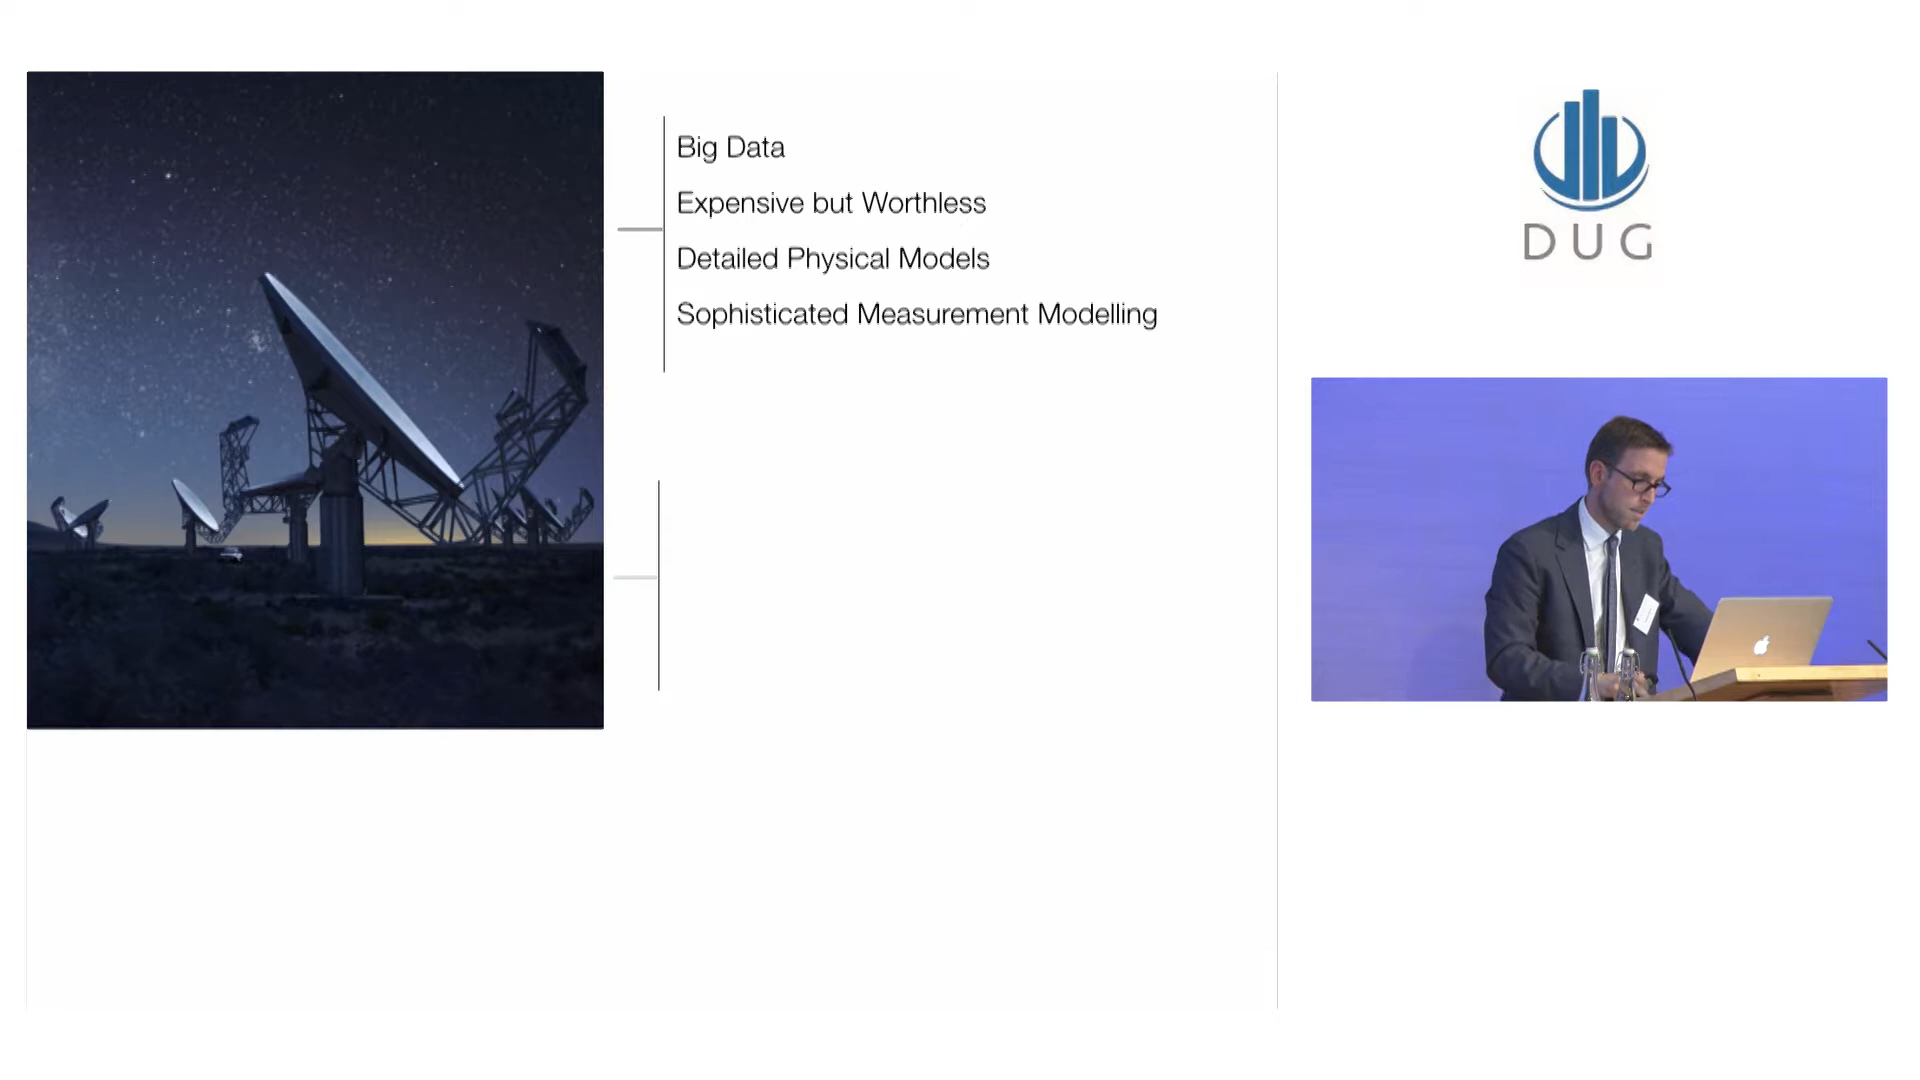 Big Data
Expensive but Worthless
Detailed Physical Models
Sophisticated Measurement Modelling
DUG